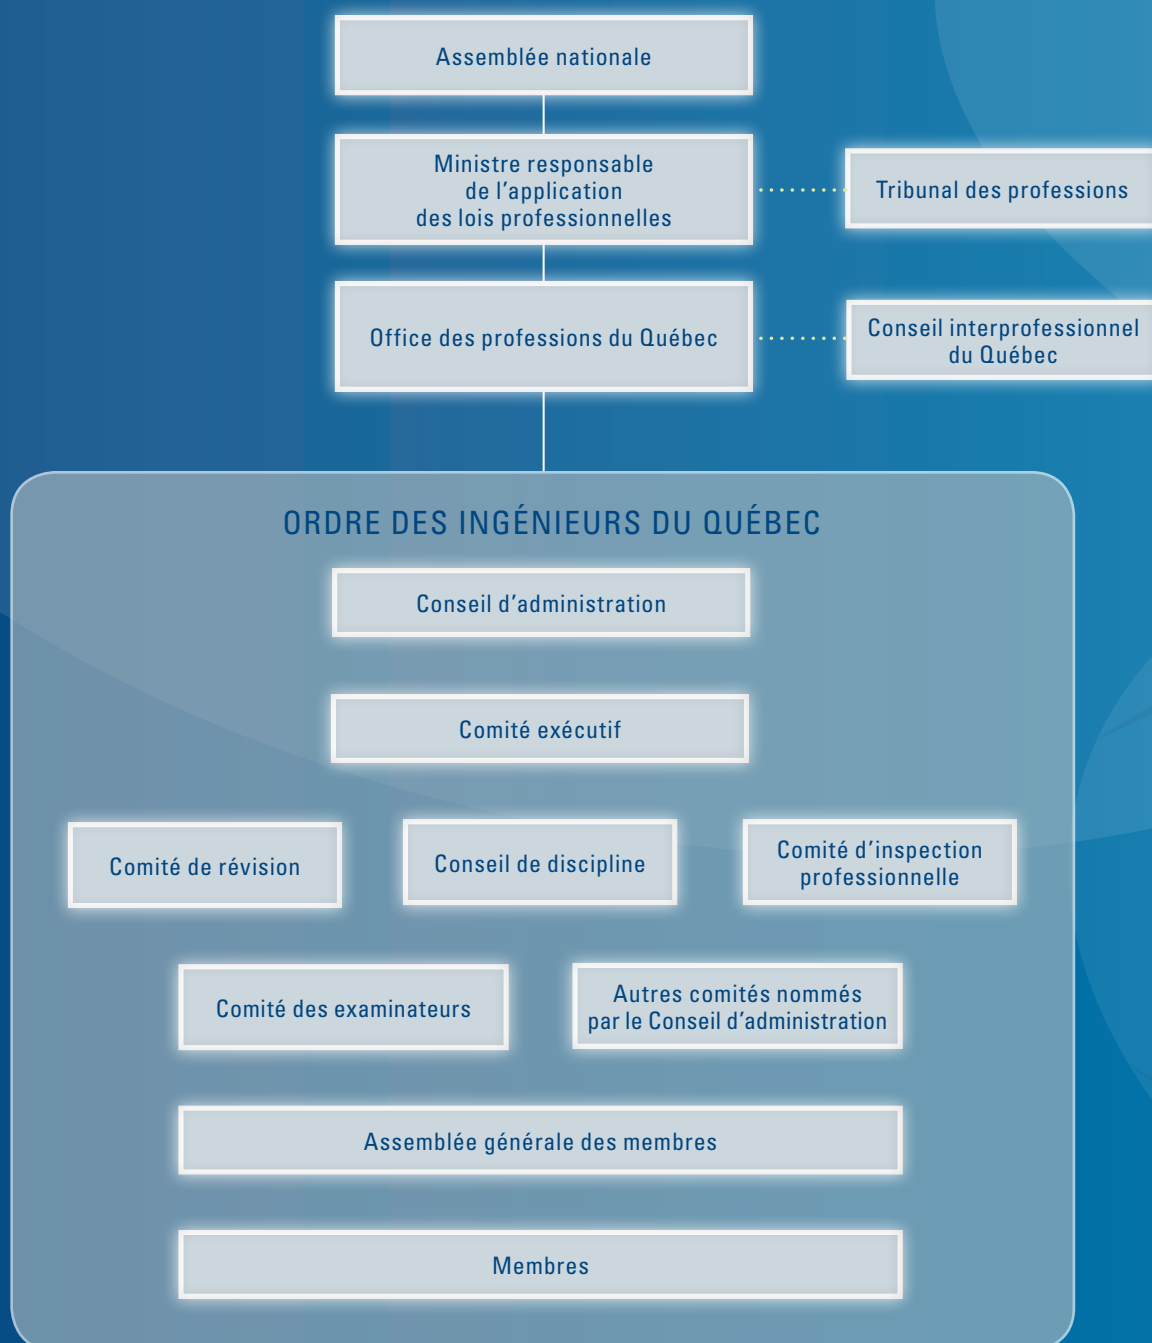 Assemblée nationale
Ministre responsable
de l'application
des lois professionnelles
Tribunal des professions
Office des professions du Québec
Conseil interprofessionnel
du Québec
ORDRE DES INGÉNIEURS DU QUÉBEC
Conseil d'administration
Comité exécutif
Comité de révision
Conseil de discipline
Comité d'inspection
professionnelle
Comité des examinateurs
Autres comités nommés
par le Conseil d'administration
Assemblée générale des membres
Membres